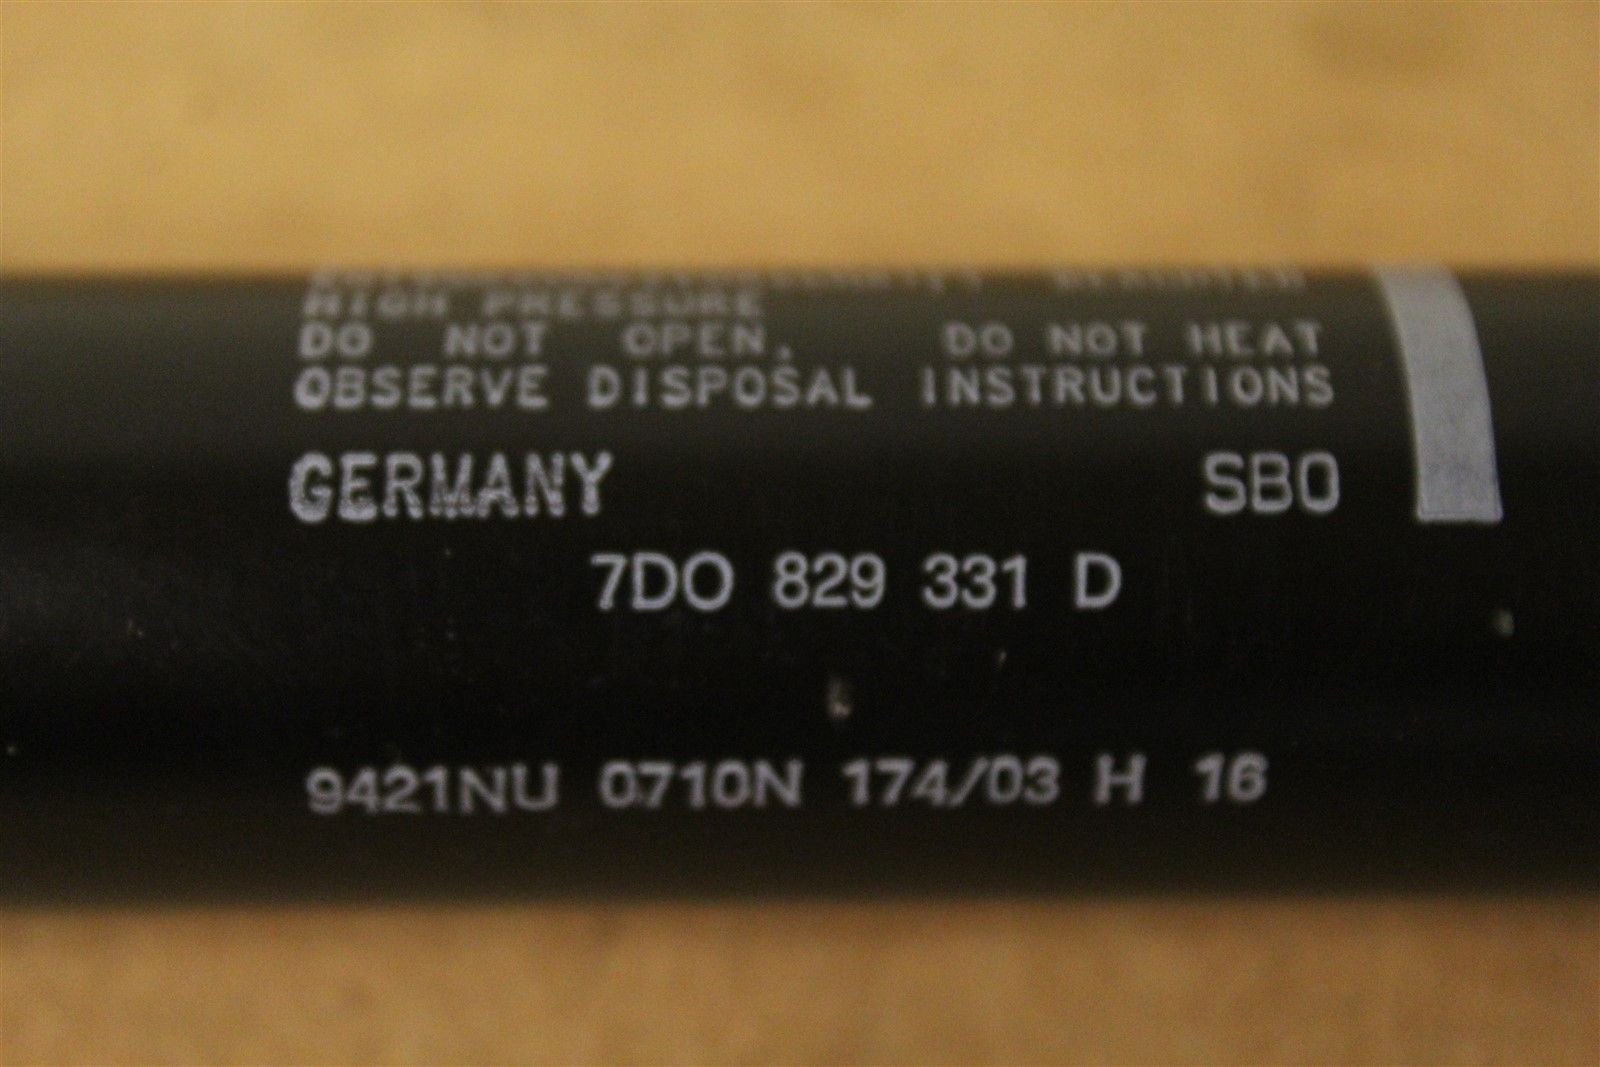 HIGH PRESSURE
DO NOT OPEN. DO NOT HEAT
OBSERVE DISPOSAL INSTRUCTIONS
GERMANY SBO
7DO 829 331 D
9421NU 0710N 174/03 H 16